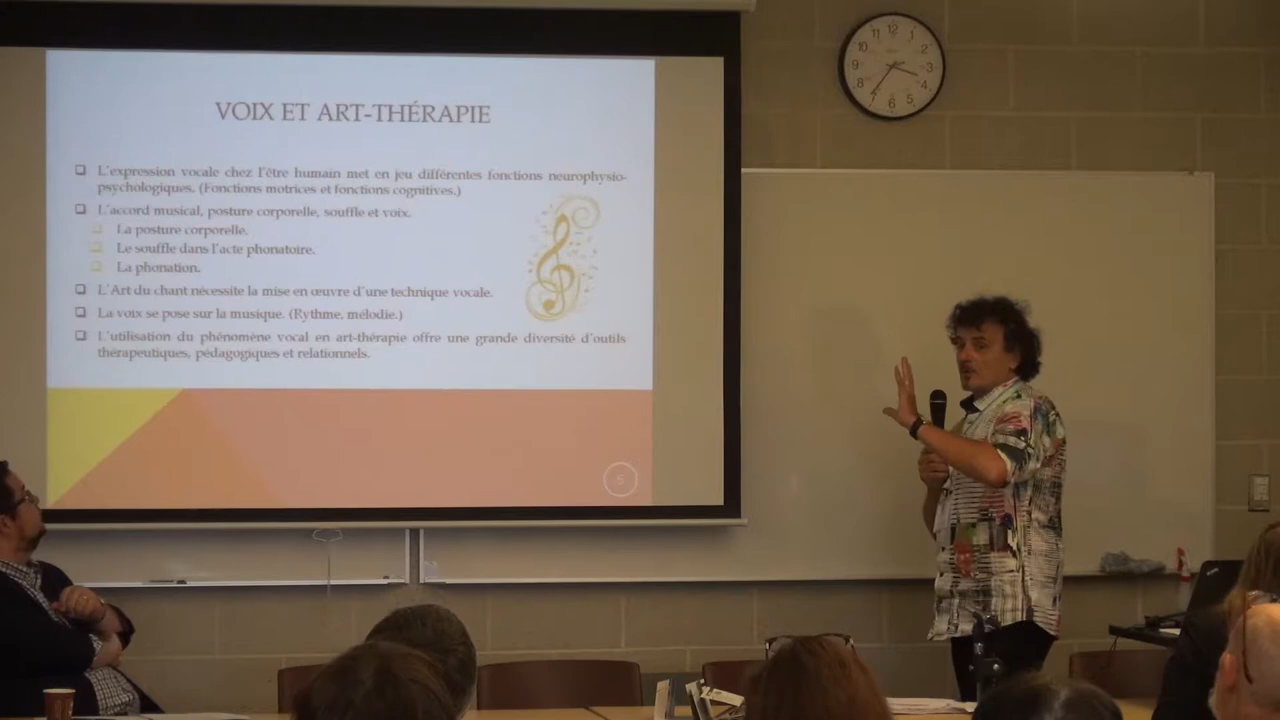 VOIX ET ART-THÉRAPIE
L'expression vocale chez l'être humain met en jeu différentes fonctions neurophysio-
psychologiques. (Fonctions motrices et fonctions cognitives.)
L'accord musical, posture corporelle, souffle et voix.
La posture corporelle.
Le souffle dans l'acte phonatoire.
La phonation.
L'Art du chant nécessite la mise en œuvre d'une technique vocale.
La voix se pose sur la musique. (Rythme, mélodie.)
L'utilisation du phénomène vocal en art-thérapie offre une grande diversité d'outils
thérapeutiques, pédagogiques et relationnels.
5
12
1
2
3
4
5
6
7
8
9
10
11